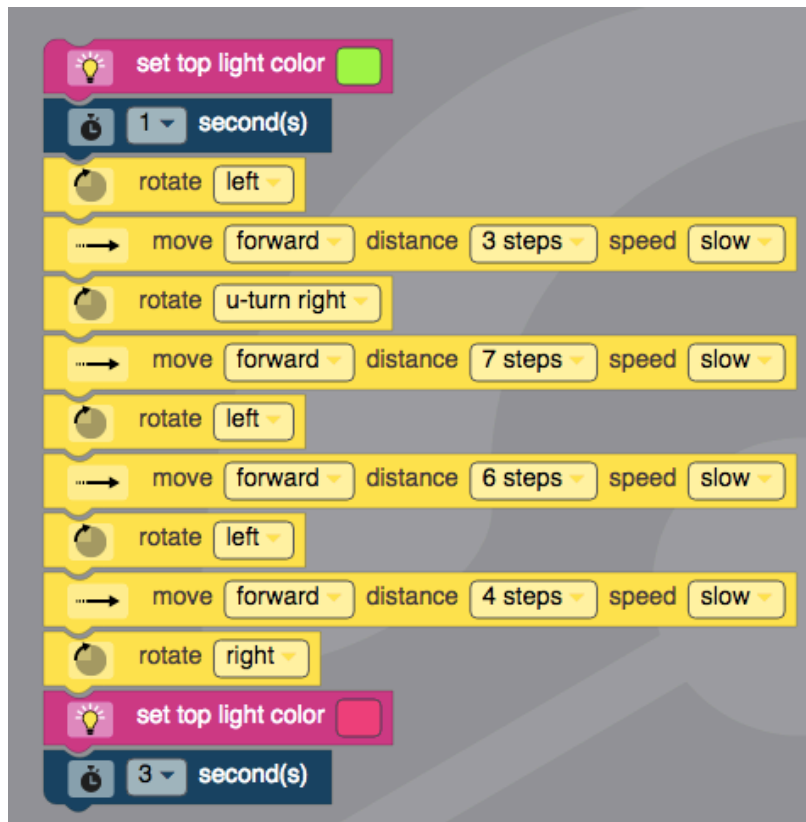 set top light color
1 second(s)
rotate left
move forward distance 3 steps speed slow
rotate u-turn right
move forward distance 7 steps speed slow
rotate left
move forward distance 6 steps speed slow
rotate left
move forward distance 4 steps speed slow
rotate right
set top light color
3 second(s)